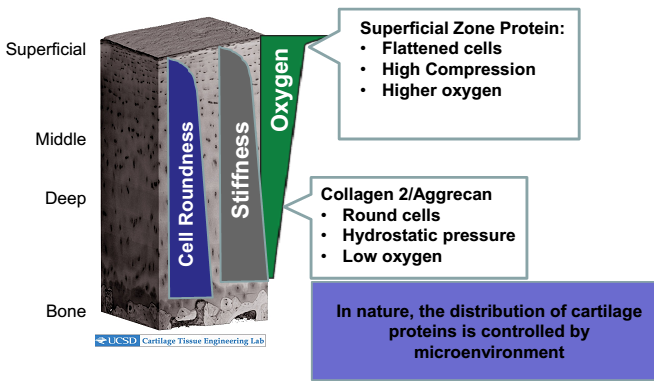 Superficial
Middle
Deep
Bone
Cell Roundness
Stiffness
Oxygen
Superficial Zone Protein:
• Flattened cells
• High Compression
• Higher oxygen
Collagen 2/Aggrecan
• Round cells
• Hydrostatic pressure
• Low oxygen
In nature, the distribution of cartilage
proteins is controlled by
microenvironment
UCSD Cartilage Tissue Engineering Lab